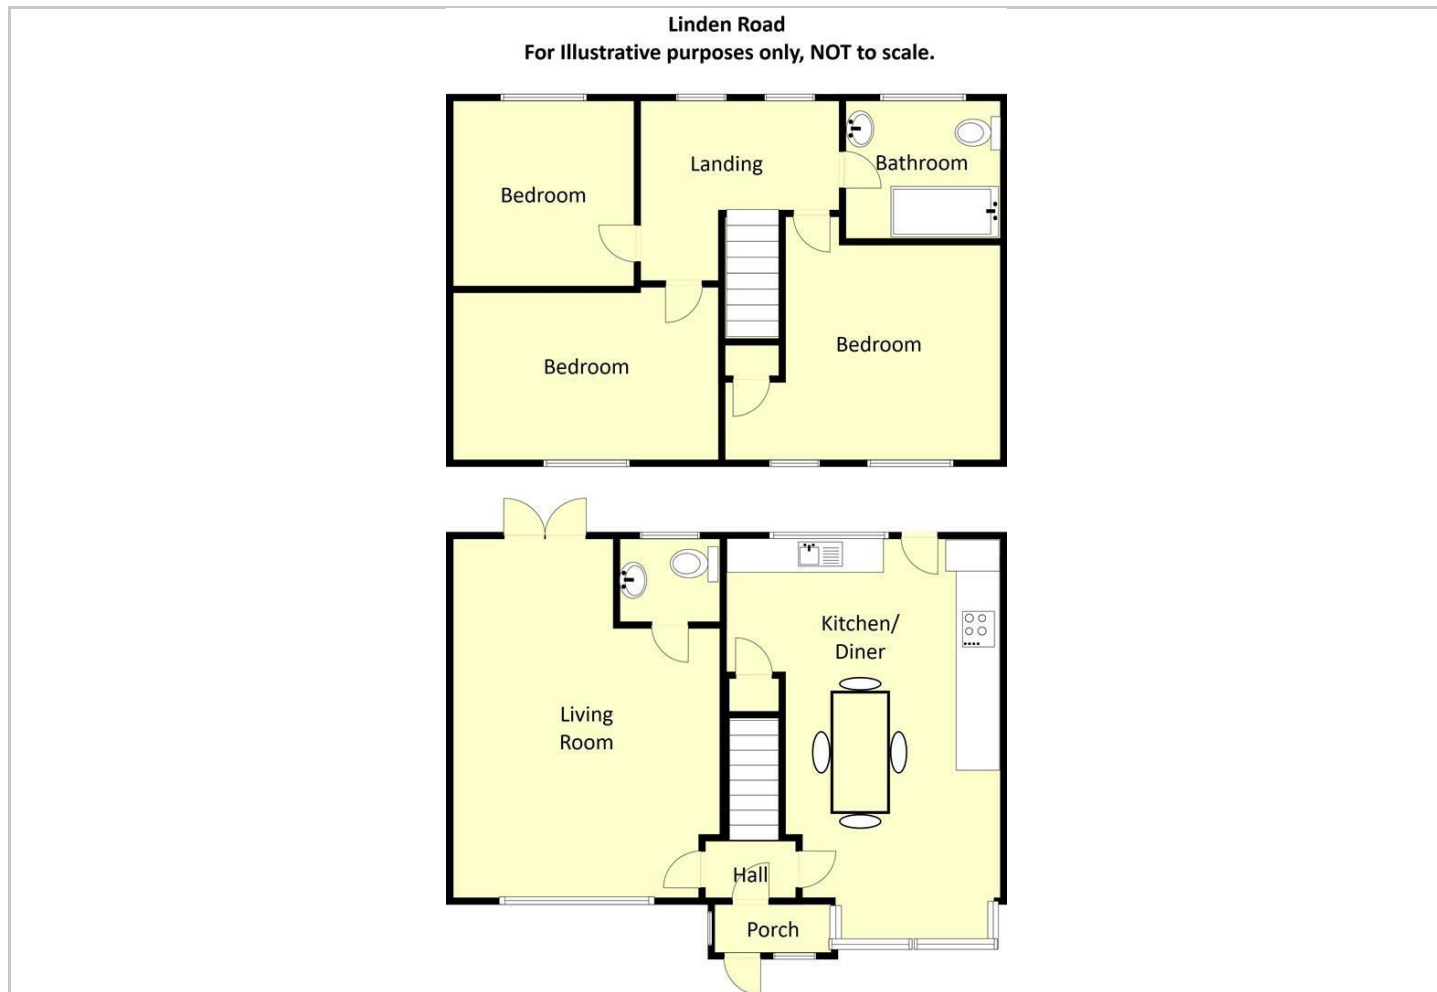 Linden Road
For Illustrative purposes only, NOT to scale.
Landing
Bathroom
Bedroom
Bedroom
Bedroom
Kitchen/
Diner
Living
Room
Hall
Porch